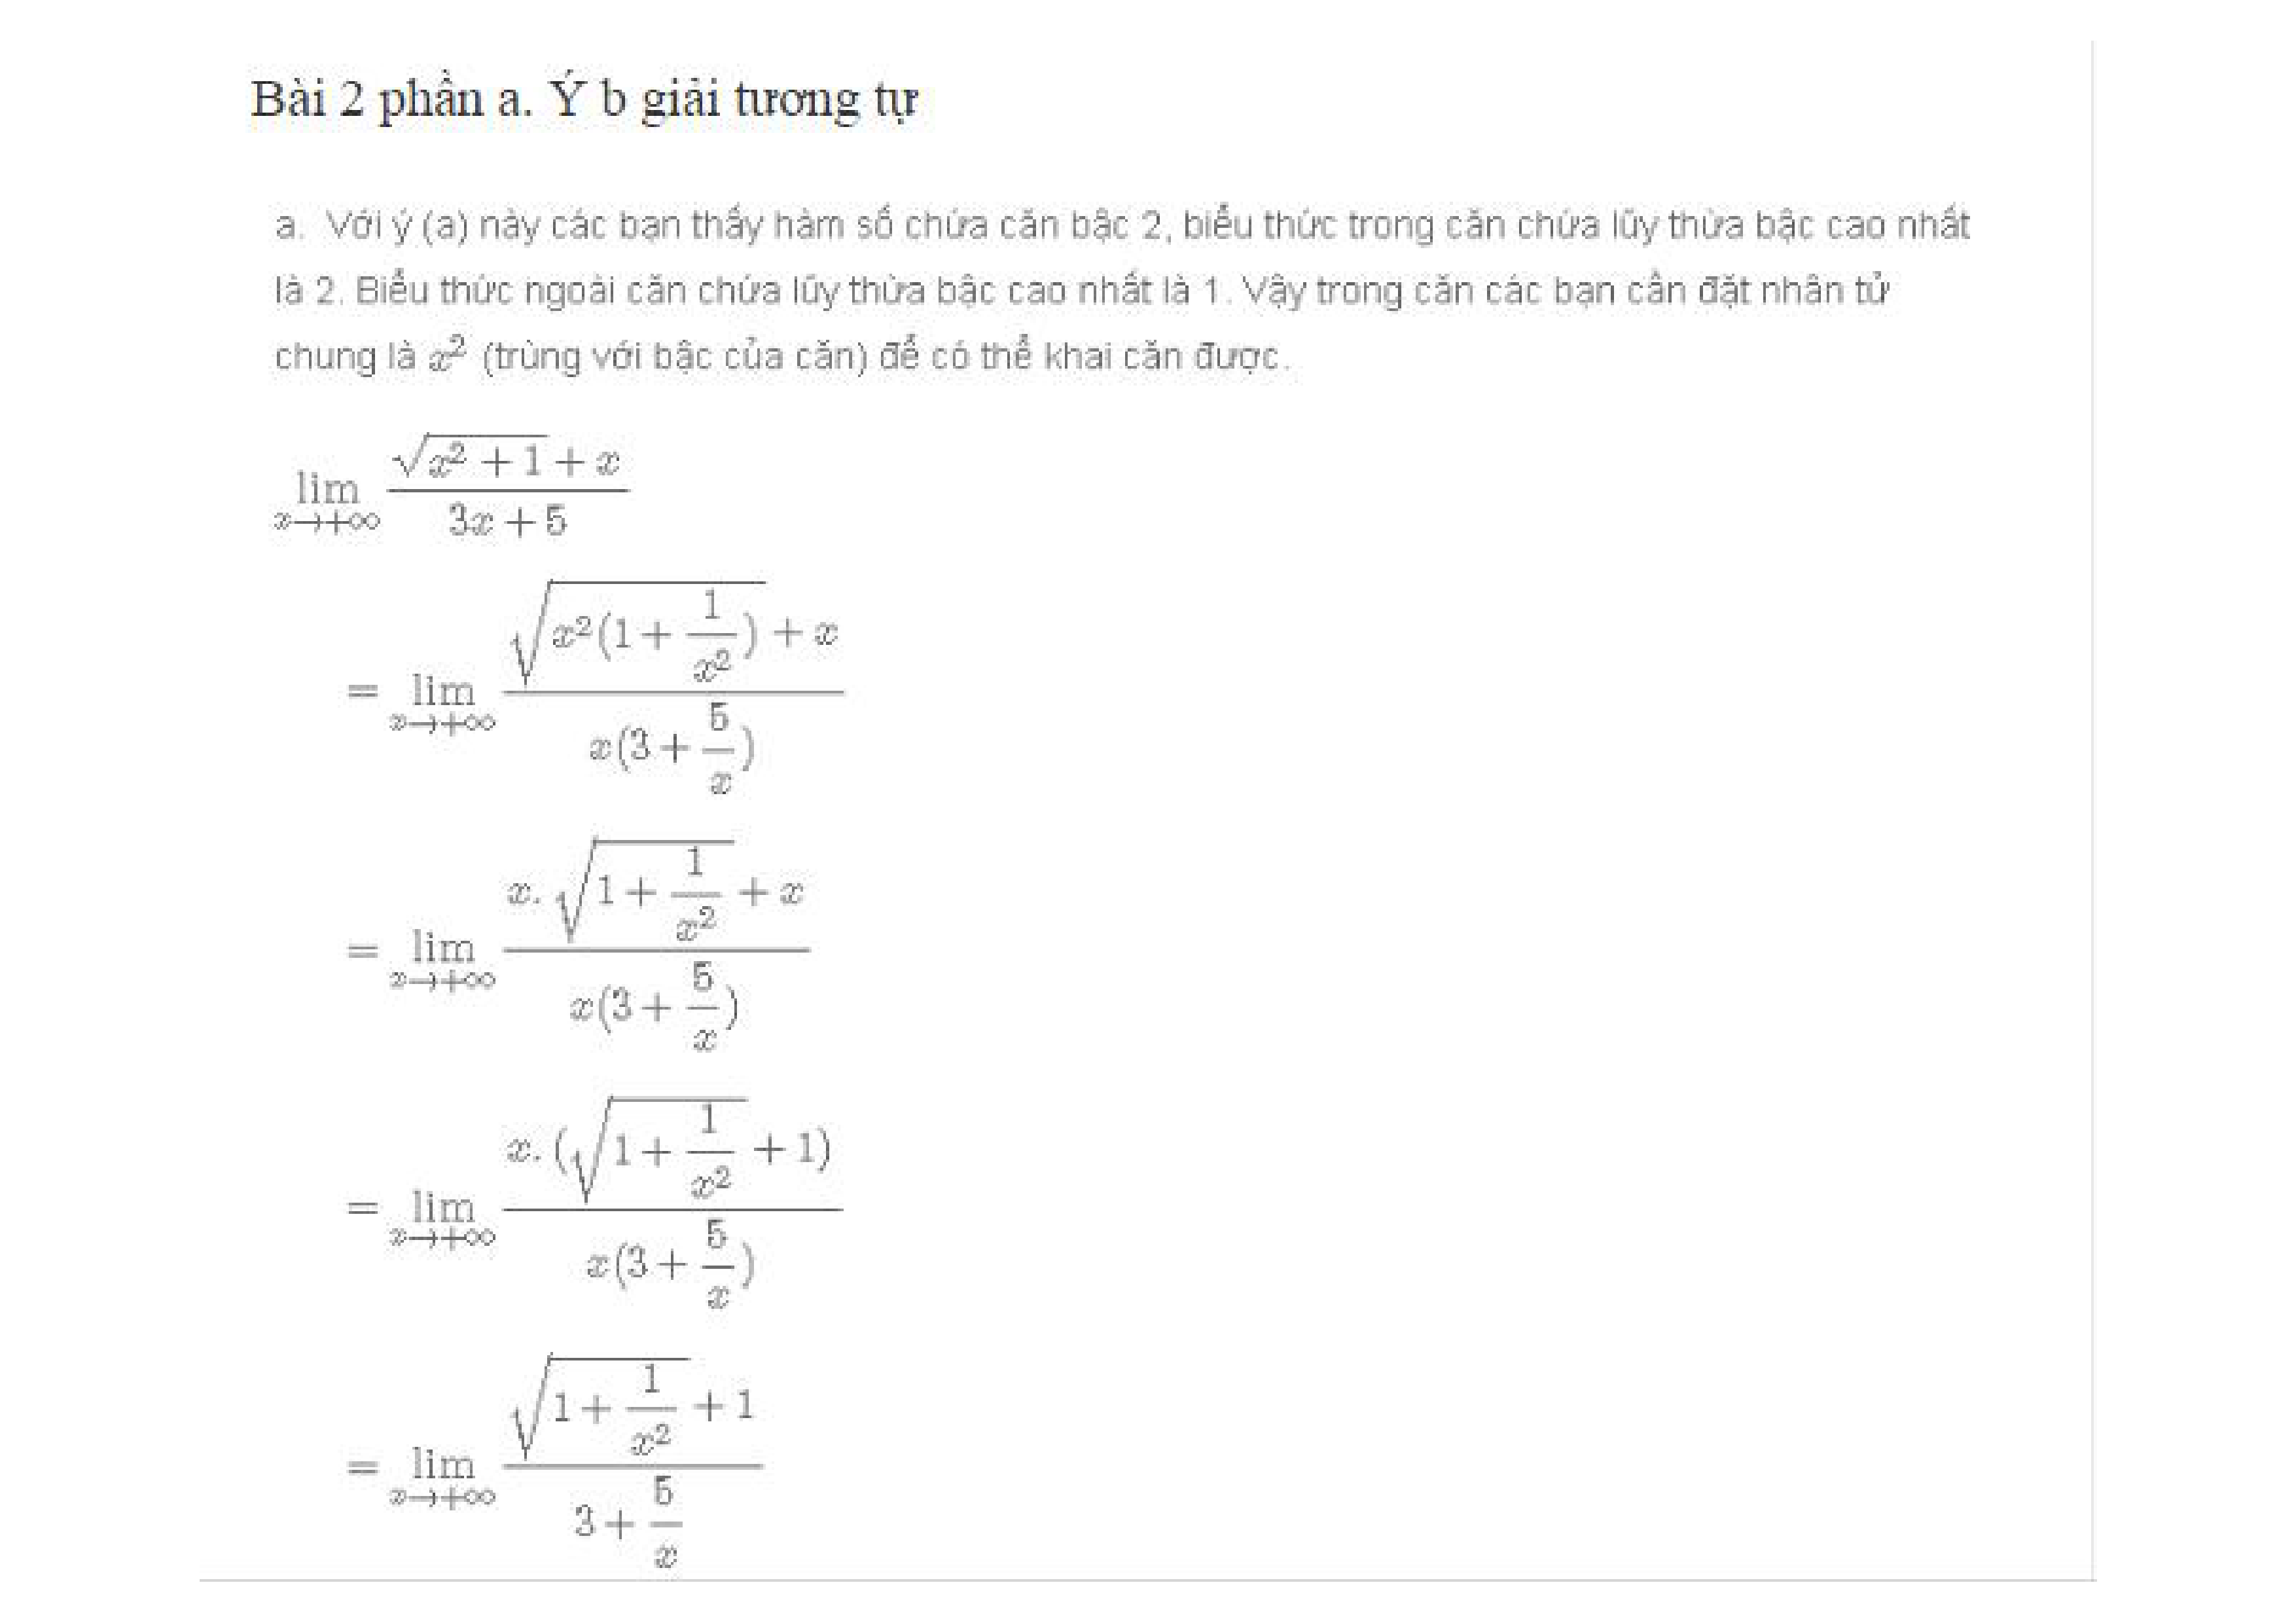 Bài 2 phần a. Ý b giải tương tự
a. Với ý (a) này các bạn thấy hàm số chứa căn bậc 2, biểu thức trong căn chứa lũy thừa bậc cao nhất
là 2. Biểu thức ngoài căn chứa lũy thừa bậc cao nhất là 1. Vậy trong căn các bạn cần đặt nhân tử
chung là $x^2$ (trùng với bậc của căn) để có thể khai căn được.
$\lim_{x \to +\infty} \frac{\sqrt{x^2+1}+x}{3x+5}$
$= \lim_{x \to +\infty} \frac{\sqrt{x^2(1+\frac{1}{x^2})}+x}{x(3+\frac{5}{x})}$
$= \lim_{x \to +\infty} \frac{x.\sqrt{1+\frac{1}{x^2}}+x}{x(3+\frac{5}{x})}$
$= \lim_{x \to +\infty} \frac{x.(\sqrt{1+\frac{1}{x^2}}+1)}{x(3+\frac{5}{x})}$
$= \lim_{x \to +\infty} \frac{\sqrt{1+\frac{1}{x^2}}+1}{3+\frac{5}{x}}$